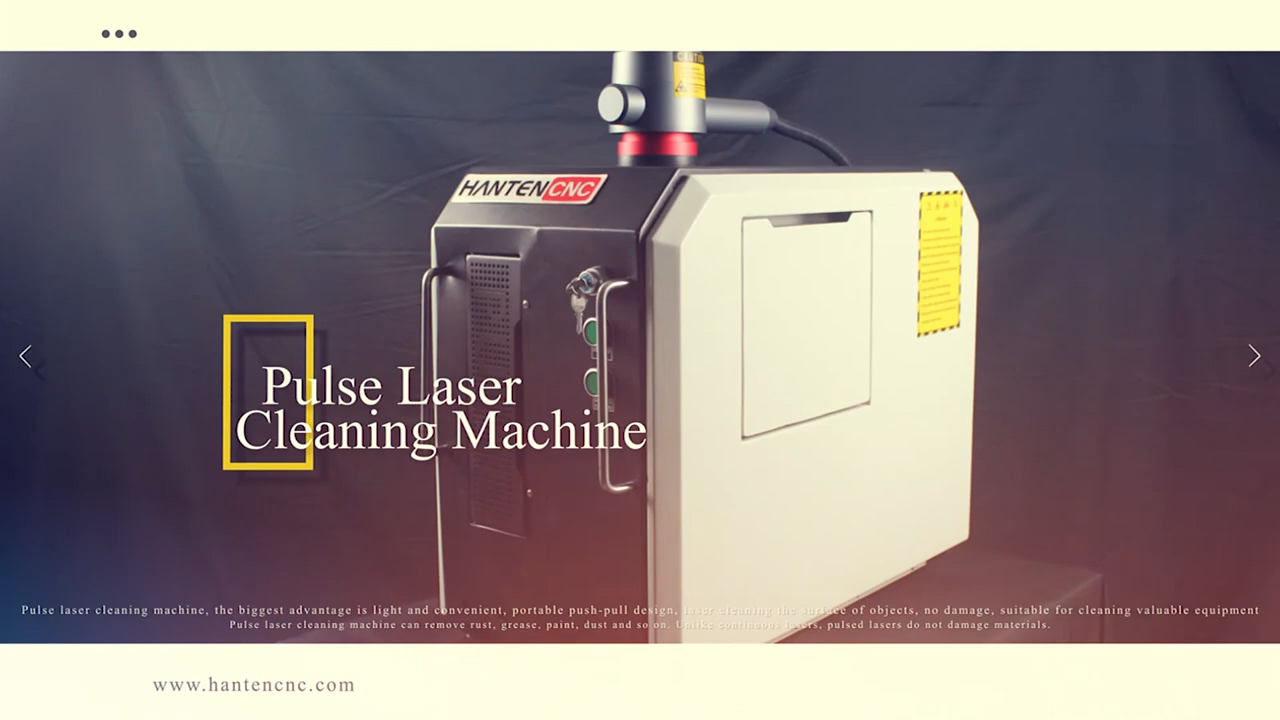 CAUTION
HANTENCNC
Pulse Laser
Cleaning Machine
Pulse laser cleaning machine, the biggest advantage is light and convenient, portable push-pull design, laser cleaning the surface of objects, no damage, suitable for cleaning valuable equipment
Pulse laser cleaning machine can remove rust, grease, paint, dust and so on. Unlike continuous lasers, pulsed lasers do not damage materials.
www.hantencnc.com